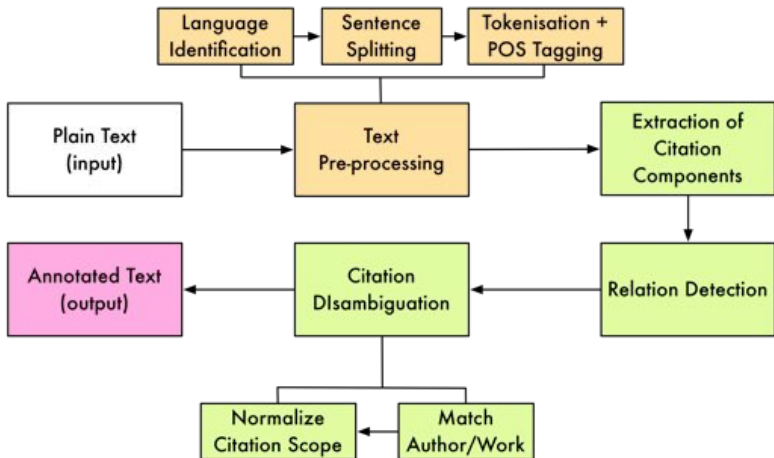 Language
Identification
Sentence
Splitting
Tokenisation +
POS Tagging
Plain Text
(input)
Text
Pre-processing
Extraction of
Citation
Components
Annotated Text
(output)
Citation
DIsambiguation
Relation Detection
Normalize
Citation Scope
Match
Author/Work